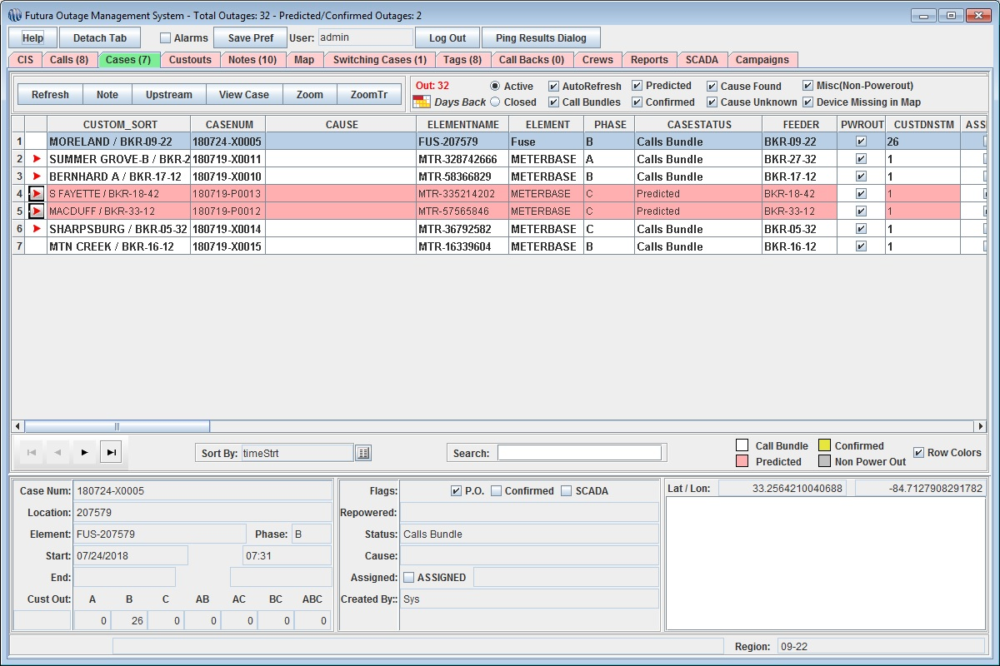 Futura Outage Management System - Total Outages: 32 - Predicted/Confirmed Outages: 2
Help Detach Tab Alarms Save Pref User: admin Log Out Ping Results Dialog
CIS Calls (8) Cases (7) Custouts Notes (10) Map Switching Cases (1) Tags (8) Call Backs (0) Crews Reports SCADA Campaigns
Refresh Note Upstream View Case Zoom ZoomTr
Out: 32 Active AutoRefresh Predicted Cause Found Misc(Non-Powerout)
Days Back Closed Call Bundles Confirmed Cause Unknown Device Missing in Map
CUSTOM_SORT CASENUM CAUSE ELEMENTNAME ELEMENT PHASE CASESTATUS FEEDER PWROUT CUSTDNSTM ASSI
1 MORELAND / BKR-09-22 180724-X0005 FUS-207579 Fuse B Calls Bundle BKR-09-22 26
2 SUMMER GROVE-B / BKR-2 180719-X0011 MTR-328742666 METERBASE A Calls Bundle BKR-27-32 1
3 BERNHARD A / BKR-17-12 180719-X0010 MTR-58366829 METERBASE B Calls Bundle BKR-17-12 1
4 S FAYETTE / BKR-18-42 180719-P0013 MTR-335214202 METERBASE C Predicted BKR-18-42 1
5 MACDUFF / BKR-33-12 180719-P0012 MTR-57565846 METERBASE C Predicted BKR-33-12 1
6 SHARPSBURG / BKR-05-32 180719-X0014 MTR-36792582 METERBASE C Calls Bundle BKR-05-32 1
7 MTN CREEK / BKR-16-12 180719-X0015 MTR-16339604 METERBASE B Calls Bundle BKR-16-12 1
Sort By: timeStrt Search:
Call Bundle Confirmed
Predicted Non Power Out Row Colors
Case Num: 180724-X0005
Location: 207579
Element: FUS-207579 Phase: B
Start: 07/24/2018 07:31
End:
Cust Out: A B C AB AC BC ABC
0 26 0 0 0 0 0
Flags: P.O. Confirmed SCADA
Repowered:
Status: Calls Bundle
Cause:
Assigned: ASSIGNED
Created By:: Sys
Lat / Lon: 33.2564210040688 -84.7127908291782
Region: 09-22